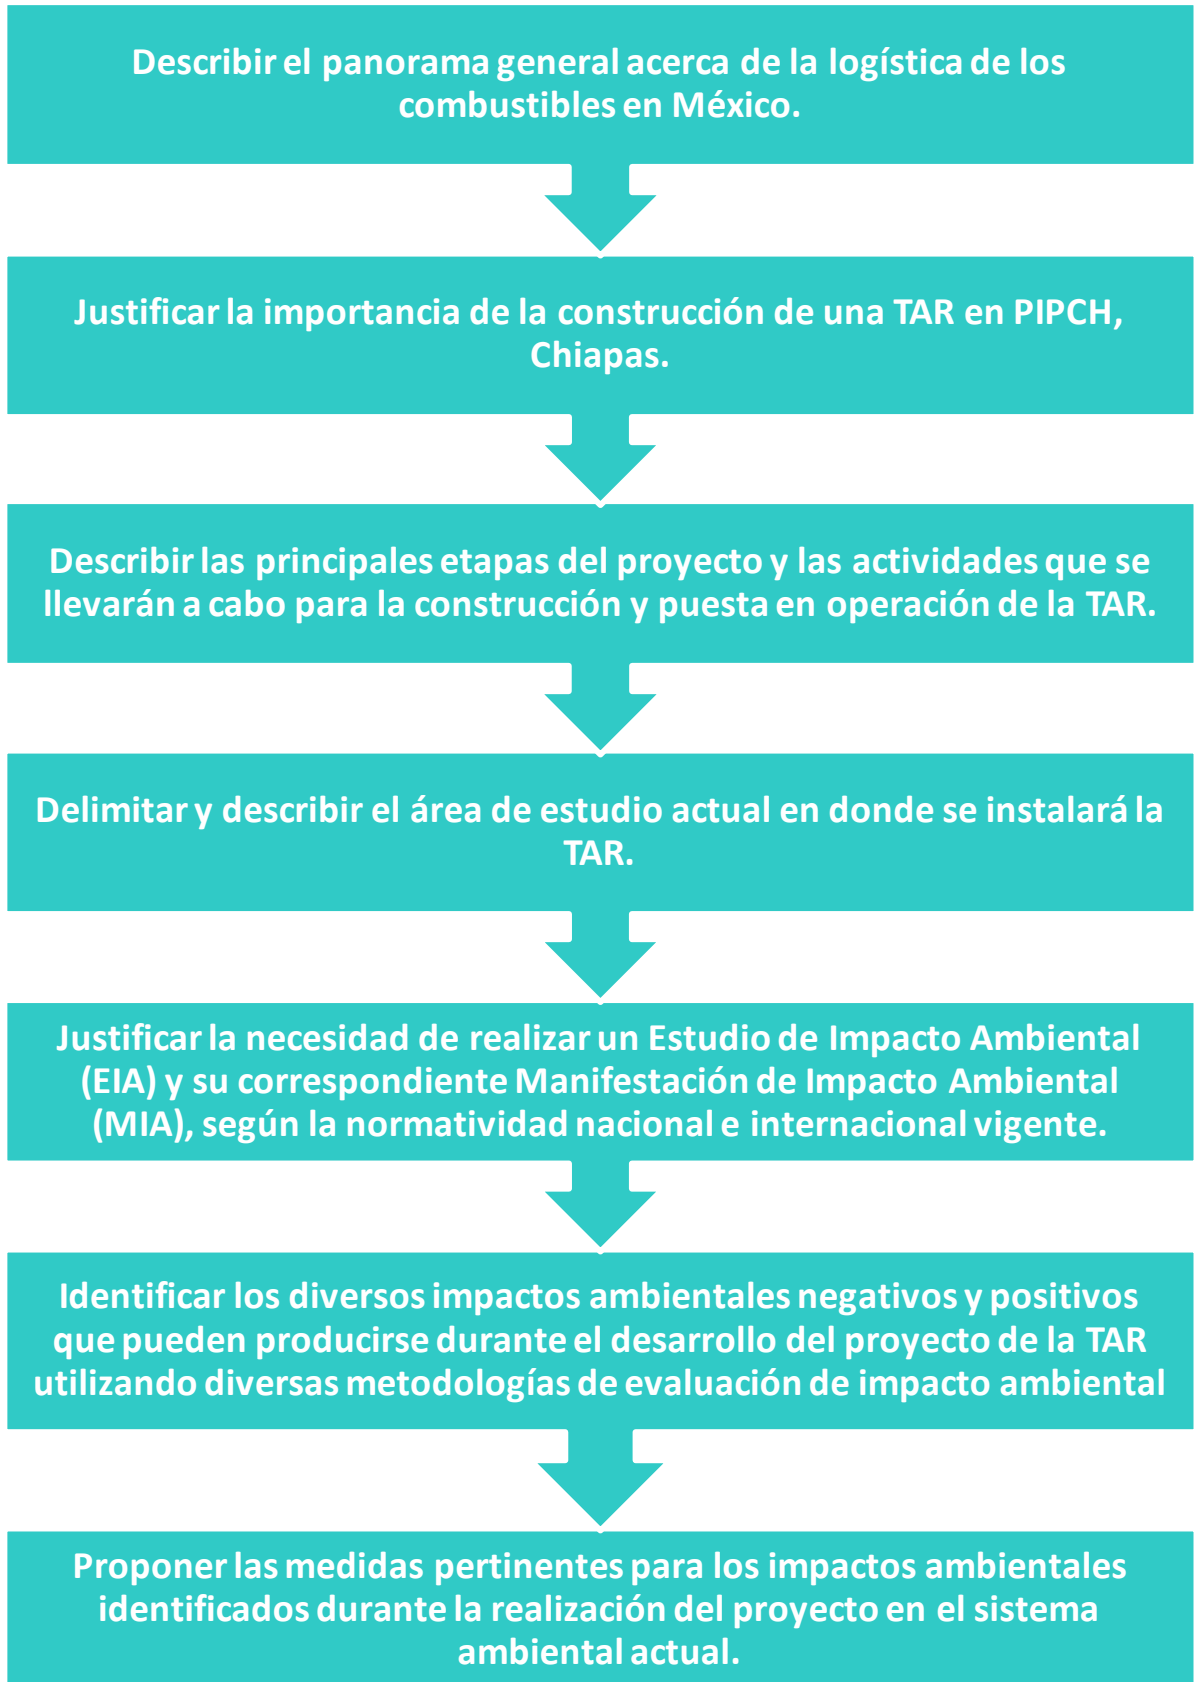 Describir el panorama general acerca de la logística de los
combustibles en México.
Justificar la importancia de la construcción de una TAR en PIPCH,
Chiapas.
Describir las principales etapas del proyecto y las actividades que se
llevarán a cabo para la construcción y puesta en operación de la TAR.
Delimitar y describir el área de estudio actual en donde se instalará la
TAR.
Justificar la necesidad de realizar un Estudio de Impacto Ambiental
(EIA) y su correspondiente Manifestación de Impacto Ambiental
(MIA), según la normatividad nacional e internacional vigente.
Identificar los diversos impactos ambientales negativos y positivos
que pueden producirse durante el desarrollo del proyecto de la TAR
utilizando diversas metodologías de evaluación de impacto ambiental
Proponer las medidas pertinentes para los impactos ambientales
identificados durante la realización del proyecto en el sistema
ambiental actual.